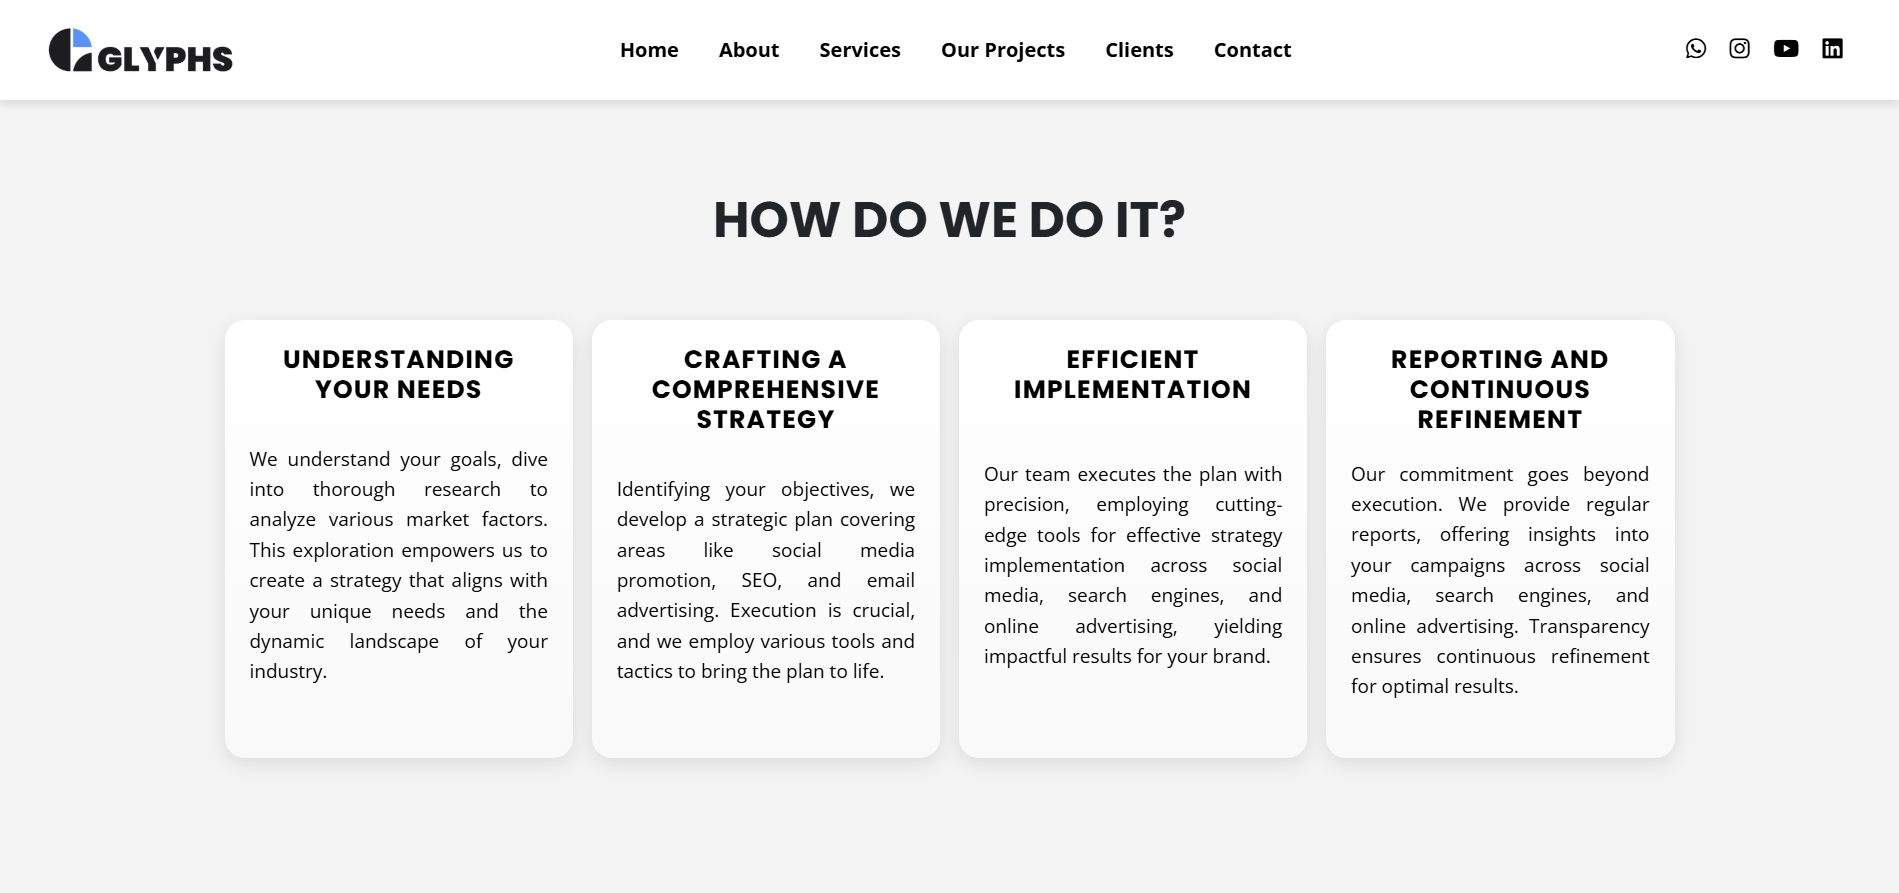 GLYPHS
Home About Services Our Projects Clients Contact
HOW DO WE DO IT?
UNDERSTANDING
YOUR NEEDS
We understand your goals, dive
into thorough research to
analyze various market factors.
This exploration empowers us to
create a strategy that aligns with
your unique needs and the
dynamic landscape of your
industry.
CRAFTING A
COMPREHENSIVE
STRATEGY
Identifying your objectives, we
develop a strategic plan covering
areas like social media
promotion, SEO, and email
advertising. Execution is crucial,
and we employ various tools and
tactics to bring the plan to life.
EFFICIENT
IMPLEMENTATION
Our team executes the plan with
precision, employing cutting-
edge tools for effective strategy
implementation across social
media, search engines, and
online advertising, yielding
impactful results for your brand.
REPORTING AND
CONTINUOUS
REFINEMENT
Our commitment goes beyond
execution. We provide regular
reports, offering insights into
your campaigns across social
media, search engines, and
online advertising. Transparency
ensures continuous refinement
for optimal results.